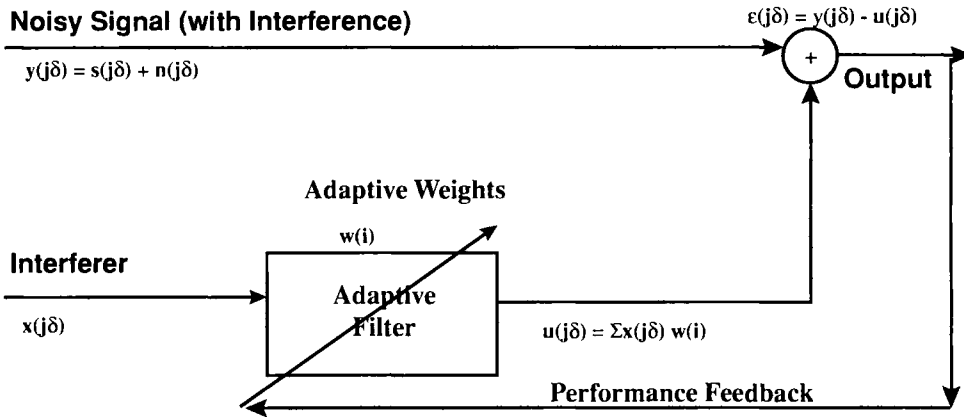 Noisy Signal (with Interference)
ε(jδ) = y(jδ) - u(jδ)
y(jδ) = s(jδ) + n(jδ)
+
Output
Adaptive Weights
w(i)
Interferer
x(jδ)
Adaptive
Filter
u(jδ) = Σx(jδ) w(i)
Performance Feedback